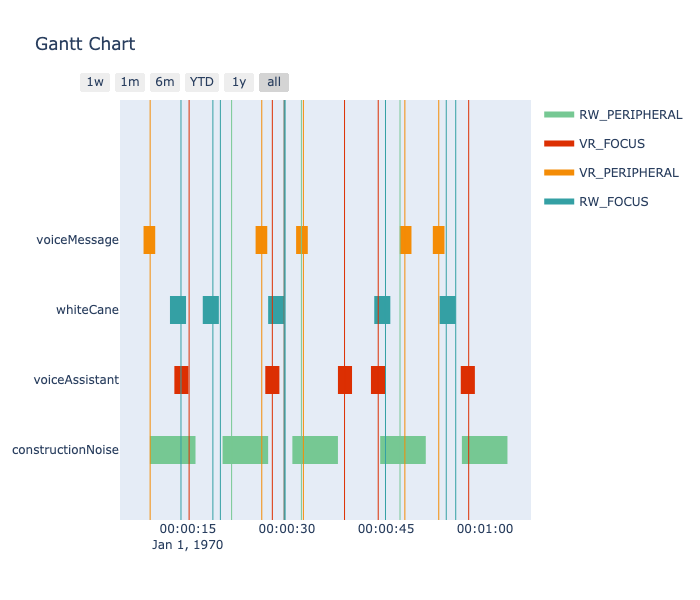 Gantt Chart
1w 1m 6m YTD 1y all
RW_PERIPHERAL
VR_FOCUS
VR_PERIPHERAL
RW_FOCUS
voiceMessage
whiteCane
voiceAssistant
constructionNoise
00:00:15 00:00:30 00:00:45 00:01:00
Jan 1, 1970